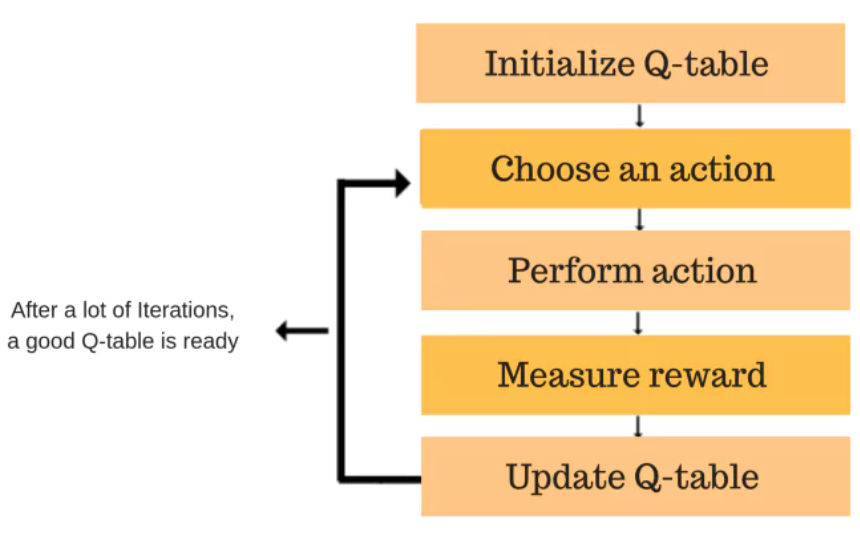 Initialize Q-table
Choose an action
Perform action
After a lot of Iterations,
a good Q-table is ready
Measure reward
Update Q-table